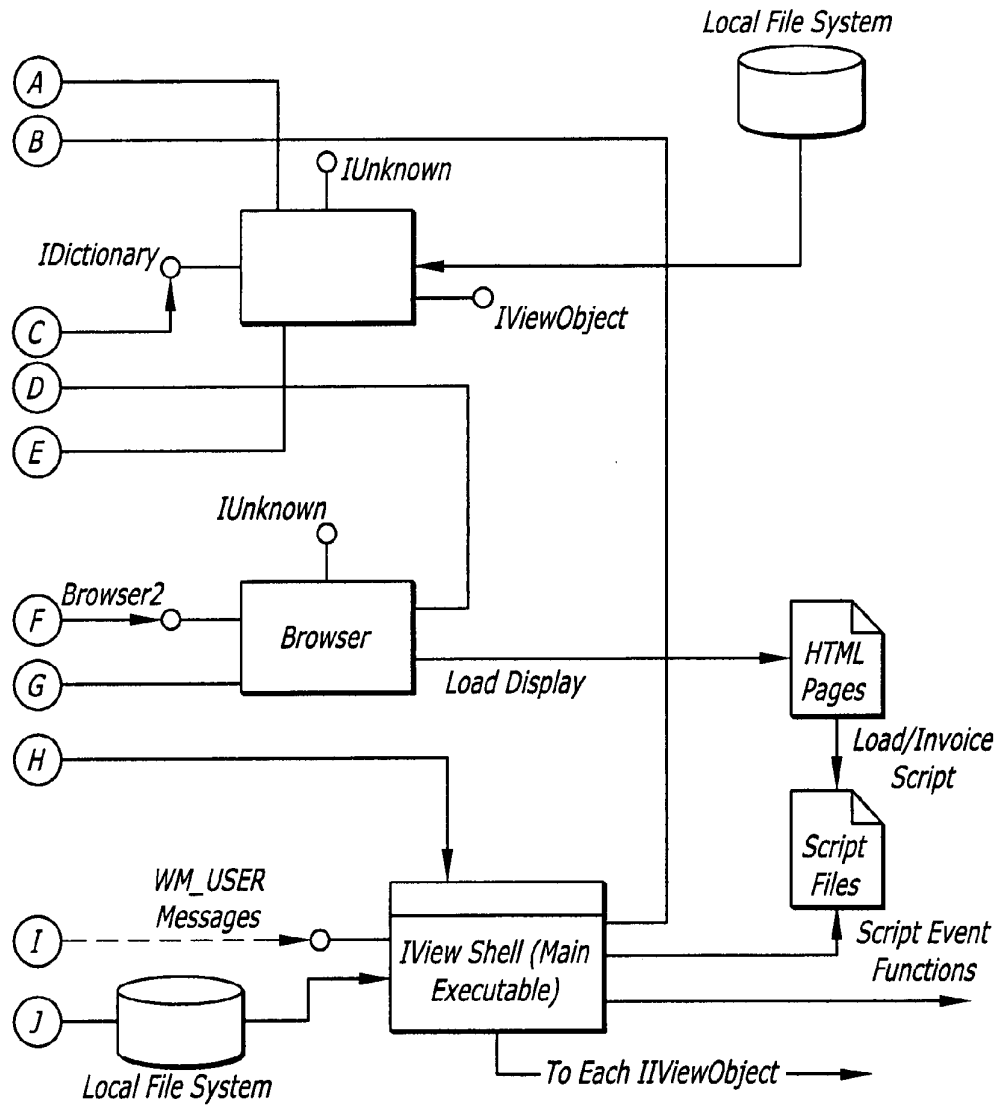 Local File System
A
B
IUnknown
IDictionary
IViewObject
C
D
E
IUnknown
Browser2
F
Browser
HTML
Pages
G
Load Display
Load/Invoice
Script
H
Script
Files
WM_USER
Messages
I
IView Shell (Main
Executable)
Script Event
Functions
J
Local File System
To Each IIViewObject